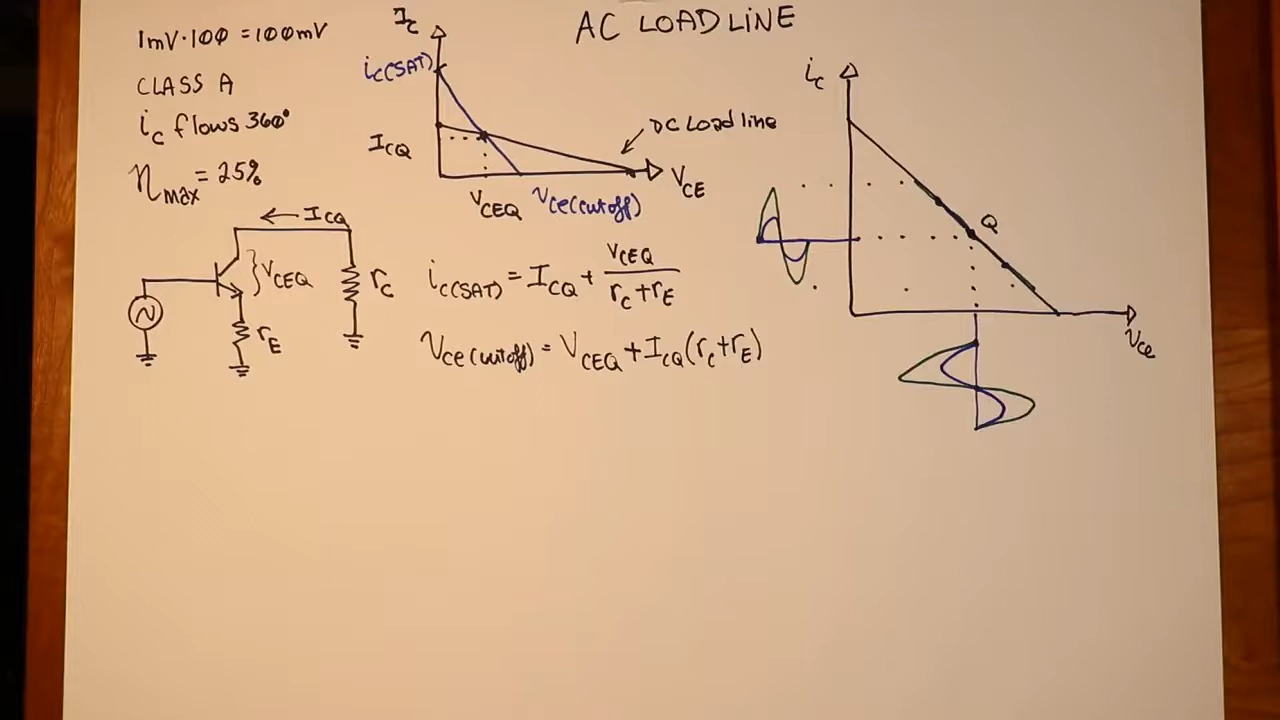 AC LOAD LINE
1mV·100 = 100mV
CLASS A
ic flows 360°
ηmax = 25%
IC
ic(SAT)
ICQ
DC Load line
VCE
VCEQ vce(cutoff)
ICQ
VCEQ
rC
rE
ic(SAT) = ICQ + VCEQ / rC+rE
vce(cutoff) = VCEQ + ICQ(rC+rE)
ic
Q
vce